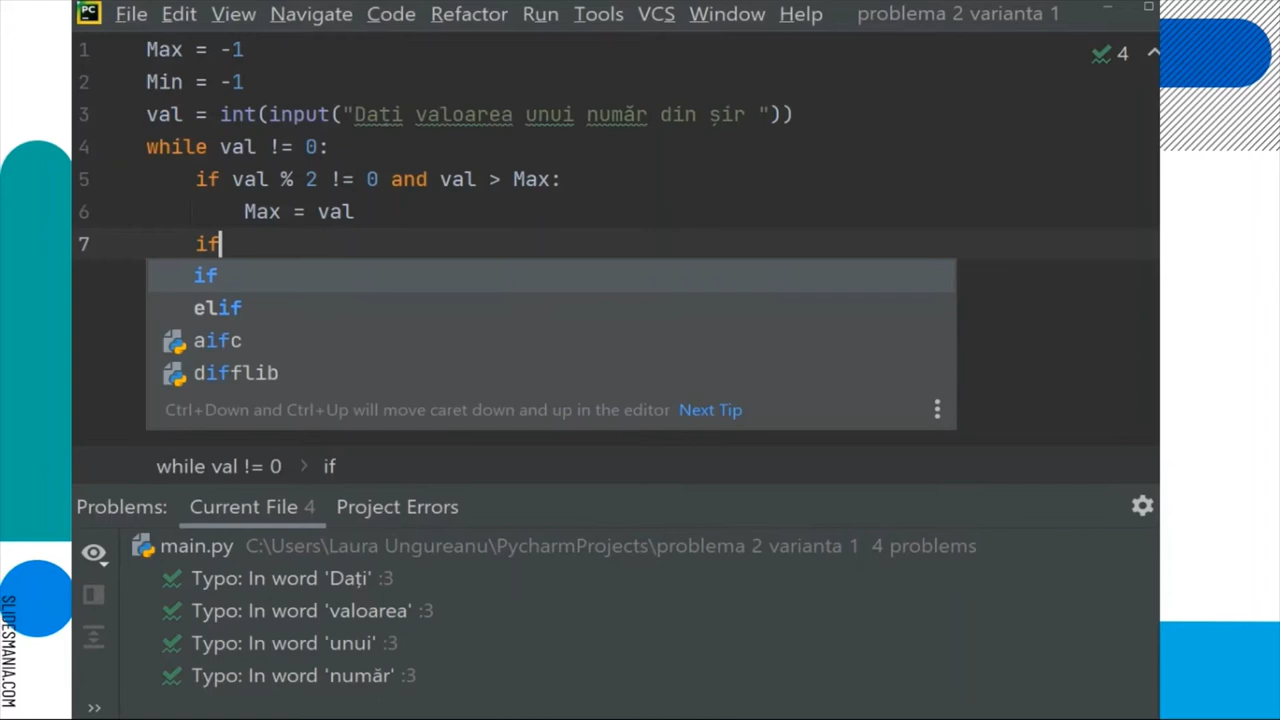 PC File Edit View Navigate Code Refactor Run Tools VCS Window Help problema 2 varianta 1
1 Max = -1
4
2 Min = -1
3 val = int(input("Dați valoarea unui număr din șir "))
4 while val != 0:
5 if val % 2 != 0 and val > Max:
6 Max = val
7 if
if
elif
aifc
difflib
Ctrl+Down and Ctrl+Up will move caret down and up in the editor Next Tip
while val != 0 › if
Problems: Current File 4 Project Errors
main.py C:\Users\Laura Ungureanu\PycharmProjects\problema 2 varianta 1 4 problems
Typo: In word 'Dați' :3
Typo: In word 'valoarea' :3
Typo: In word 'unui' :3
Typo: In word 'număr' :3
SLIDESMANIA.COM